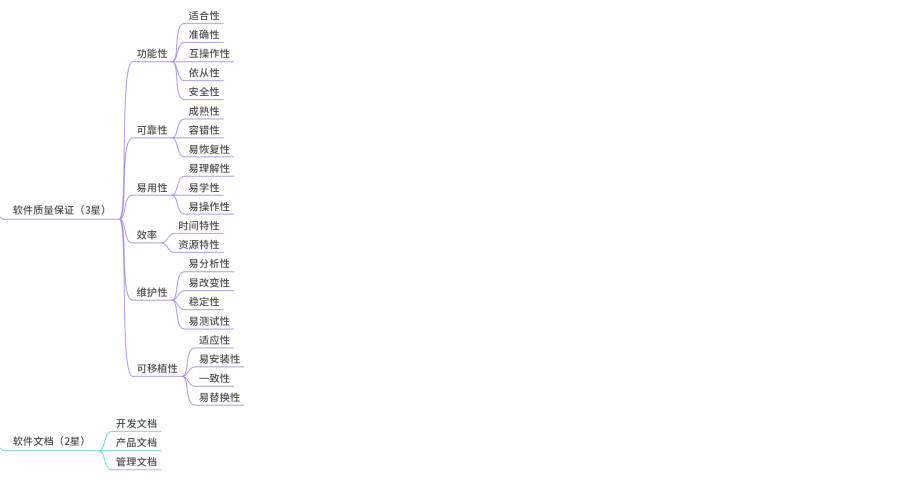 软件质量保证（3星）
功能性
适合性
准确性
互操作性
依从性
安全性
可靠性
成熟性
容错性
易恢复性
易用性
易理解性
易学性
易操作性
效率
时间特性
资源特性
维护性
易分析性
易改变性
稳定性
易测试性
可移植性
适应性
易安装性
一致性
易替换性
软件文档（2星）
开发文档
产品文档
管理文档